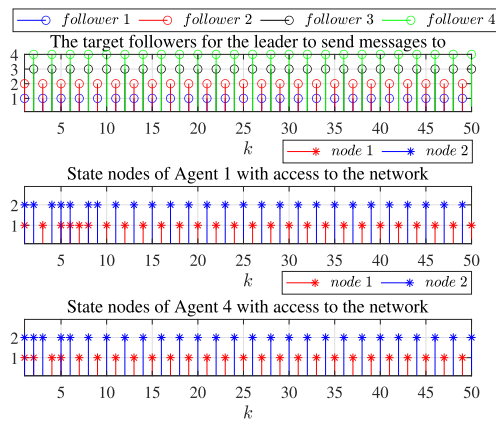 follower 1 follower 2 follower 3 follower 4
The target followers for the leader to send messages to
4
3
2
1
5 10 15 20 25 30 35 40 45 50
k
node 1 node 2
State nodes of Agent 1 with access to the network
2
1
5 10 15 20 25 30 35 40 45 50
k
node 1 node 2
State nodes of Agent 4 with access to the network
2
1
5 10 15 20 25 30 35 40 45 50
k